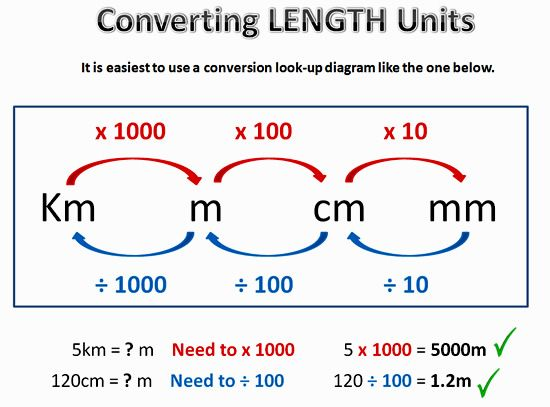 Converting LENGTH Units
It is easiest to use a conversion look-up diagram like the one below.
x 1000 x 100 x 10
Km m cm mm
÷ 1000 ÷ 100 ÷ 10
5km = ? m Need to x 1000 5 x 1000 = 5000m
120cm = ? m Need to ÷ 100 120 ÷ 100 = 1.2m